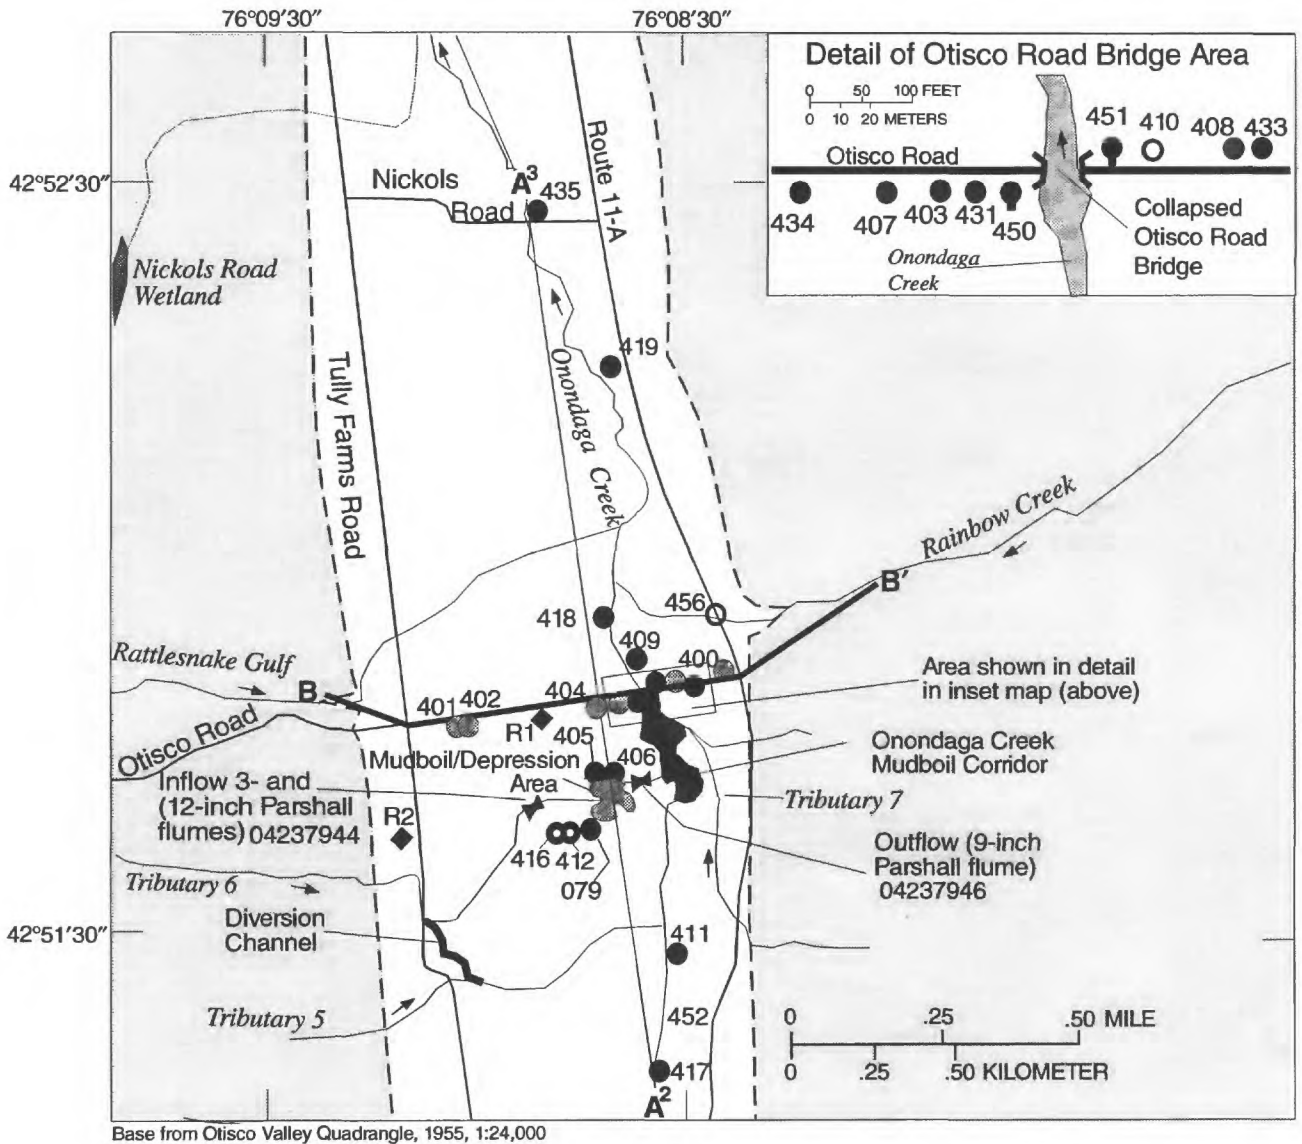 76°09'30"
76°08'30"
Detail of Otisco Road Bridge Area
0 50 100 FEET
0 10 20 METERS
451 410 408 433
Otisco Road
434 407 403 431 450
Onondaga
Creek
Collapsed
Otisco Road
Bridge
42°52'30"
Nickols
Road
A3
435
Route 11-A
Nickols Road
Wetland
Tully Farms Road
Onondaga Creek
419
Rainbow Creek
B'
456
418
409
400
Rattlesnake Gulf
B
401 402
404
Area shown in detail
in inset map (above)
Otisco Road
R1
405
406
Mudboil/Depression
Area
Onondaga Creek
Mudboil Corridor
Inflow 3- and
(12-inch Parshall
flumes) 04237944
R2
Tributary 7
416 412
079
Outflow (9-inch
Parshall flume)
04237946
Tributary 6
Diversion
Channel
42°51'30"
411
Tributary 5
452
417
A2
0 .25 .50 MILE
0 .25 .50 KILOMETER
Base from Otisco Valley Quadrangle, 1955, 1:24,000